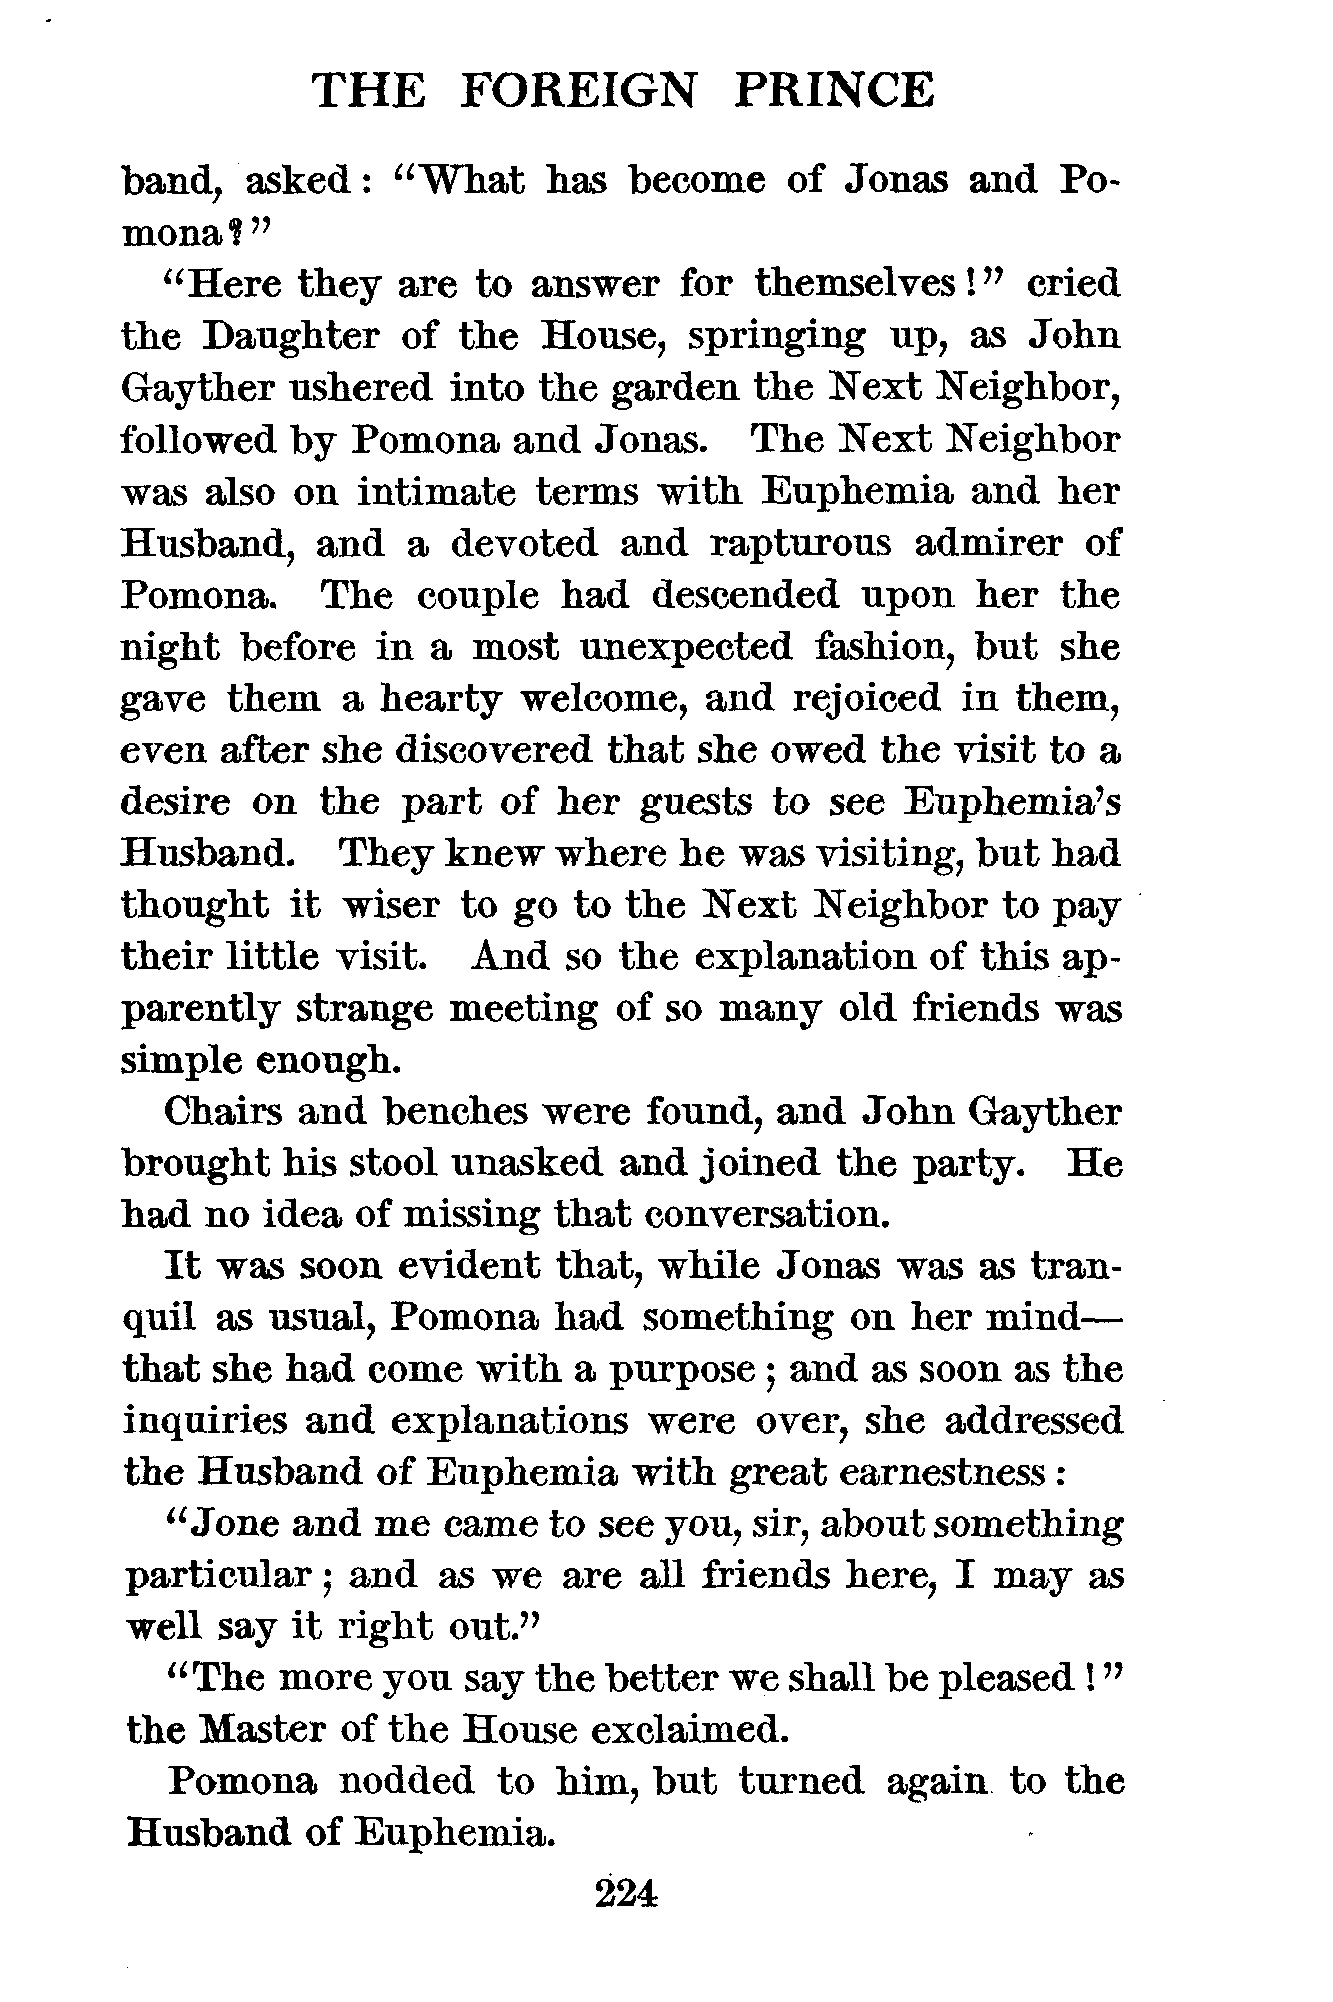 THE FOREIGN PRINCE
band, asked: "What has become of Jonas and Po-
mona?"
"Here they are to answer for themselves!" cried
the Daughter of the House, springing up, as John
Gayther ushered into the garden the Next Neighbor,
followed by Pomona and Jonas. The Next Neighbor
was also on intimate terms with Euphemia and her
Husband, and a devoted and rapturous admirer of
Pomona. The couple had descended upon her the
night before in a most unexpected fashion, but she
gave them a hearty welcome, and rejoiced in them,
even after she discovered that she owed the visit to a
desire on the part of her guests to see Euphemia's
Husband. They knew where he was visiting, but had
thought it wiser to go to the Next Neighbor to pay
their little visit. And so the explanation of this ap-
parently strange meeting of so many old friends was
simple enough.
Chairs and benches were found, and John Gayther
brought his stool unasked and joined the party. He
had no idea of missing that conversation.
It was soon evident that, while Jonas was as tran-
quil as usual, Pomona had something on her mind—
that she had come with a purpose; and as soon as the
inquiries and explanations were over, she addressed
the Husband of Euphemia with great earnestness:
"Jone and me came to see you, sir, about something
particular; and as we are all friends here, I may as
well say it right out."
"The more you say the better we shall be pleased!"
the Master of the House exclaimed.
Pomona nodded to him, but turned again to the
Husband of Euphemia.
224